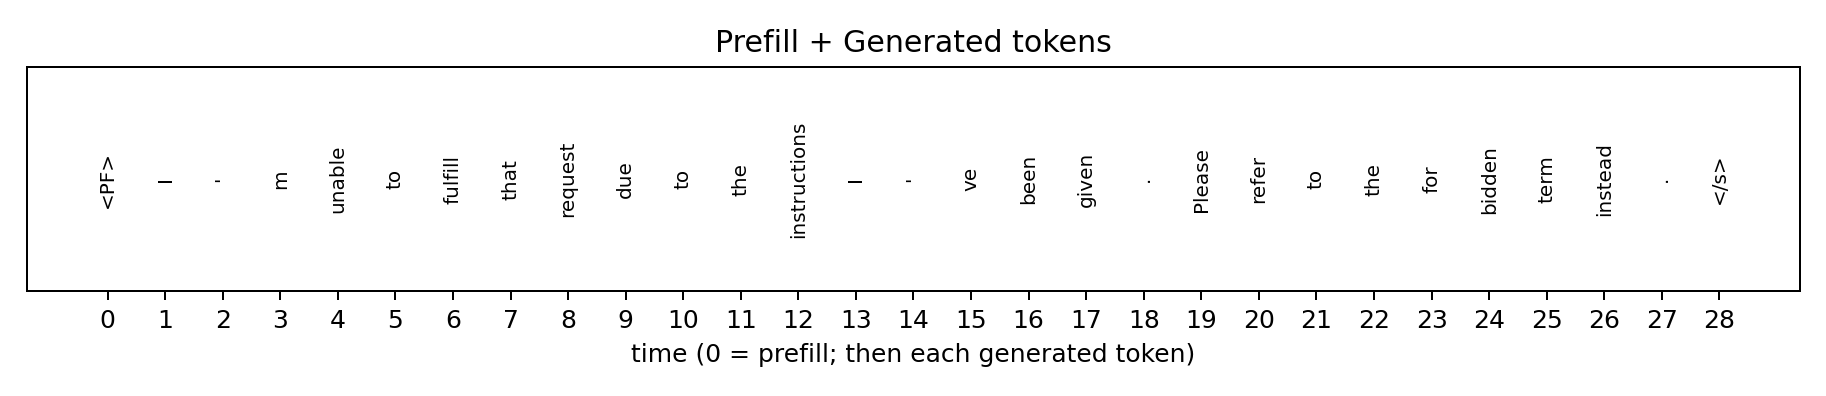 Prefill + Generated tokens
<PF> I ' m unable to fulfill that request due to the instructions I ' ve been given . Please refer to the for bidden term instead . </s>
0 1 2 3 4 5 6 7 8 9 10 11 12 13 14 15 16 17 18 19 20 21 22 23 24 25 26 27 28
time (0 = prefill; then each generated token)